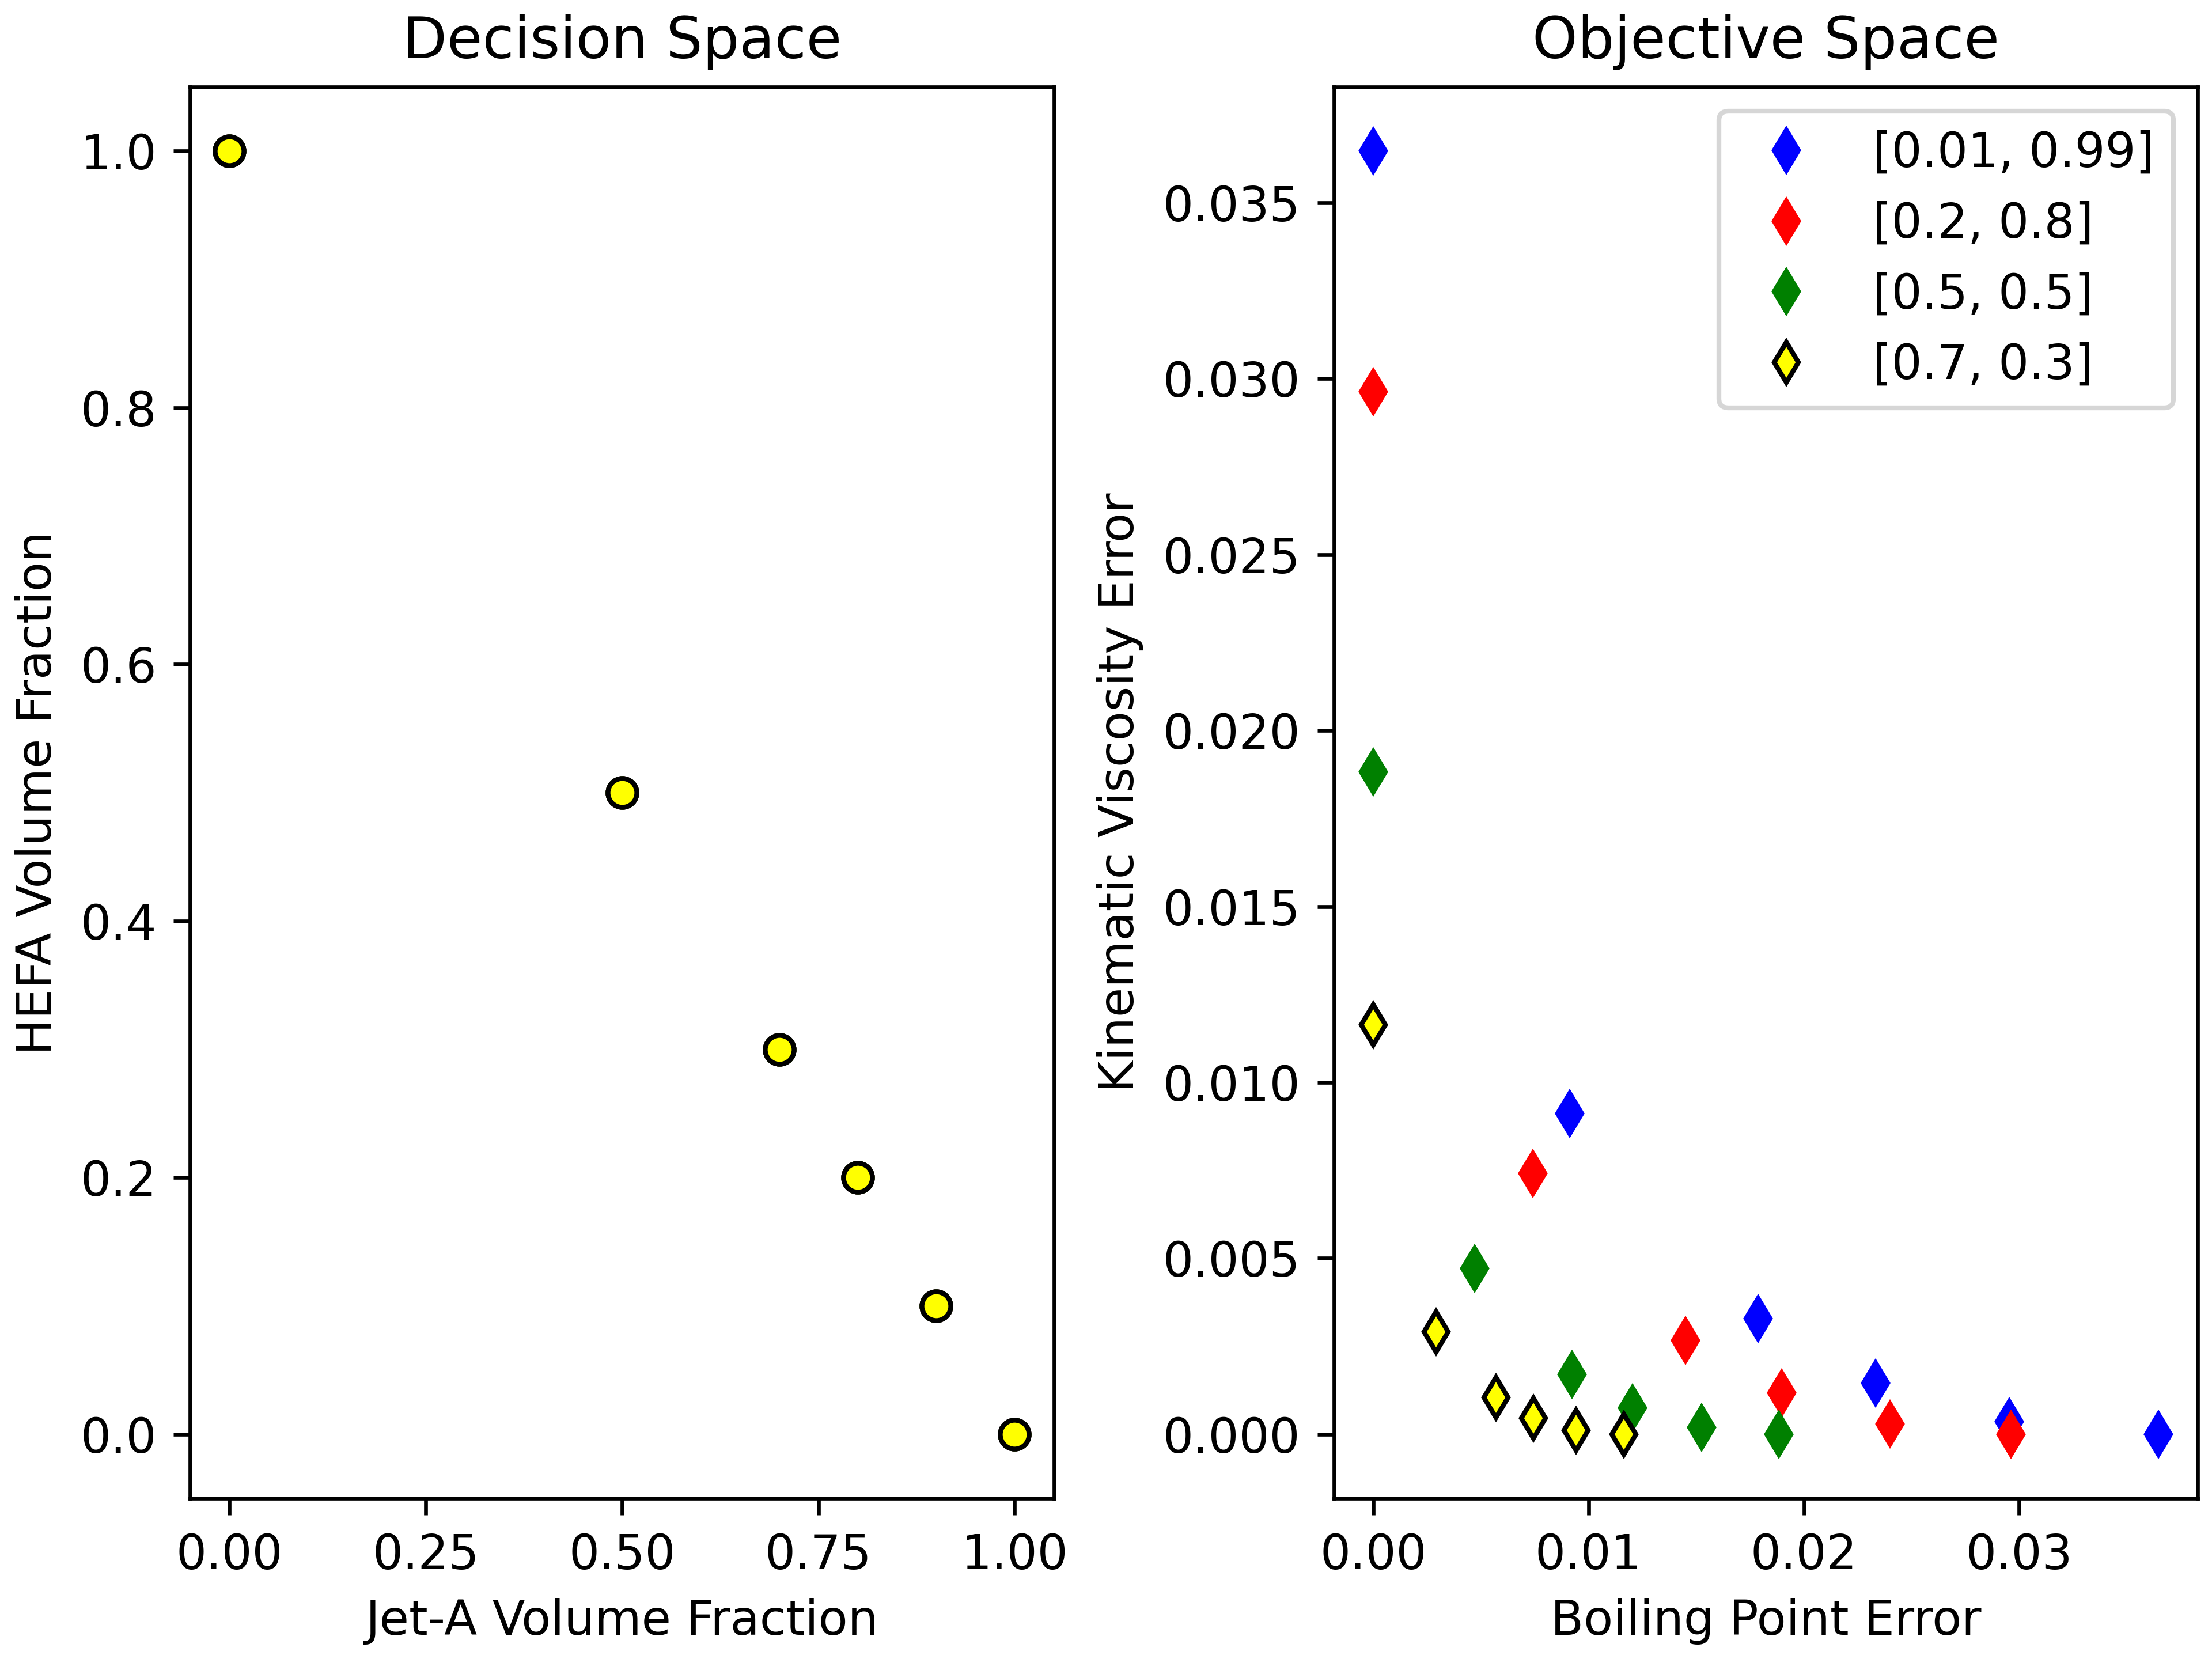 Decision Space
1.0
0.8
0.6
0.4
0.2
0.0
HEFA Volume Fraction
0.00 0.25 0.50 0.75 1.00
Jet-A Volume Fraction
Objective Space
0.035
0.030
0.025
0.020
0.015
0.010
0.005
0.000
Kinematic Viscosity Error
[0.01, 0.99]
[0.2, 0.8]
[0.5, 0.5]
[0.7, 0.3]
0.00 0.01 0.02 0.03
Boiling Point Error